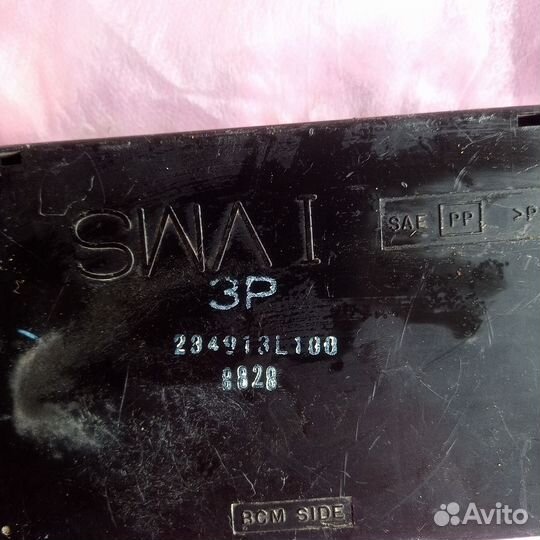 SWA I
SAE PP >P
3P
234913L100
8828
BCM SIDE
Avito